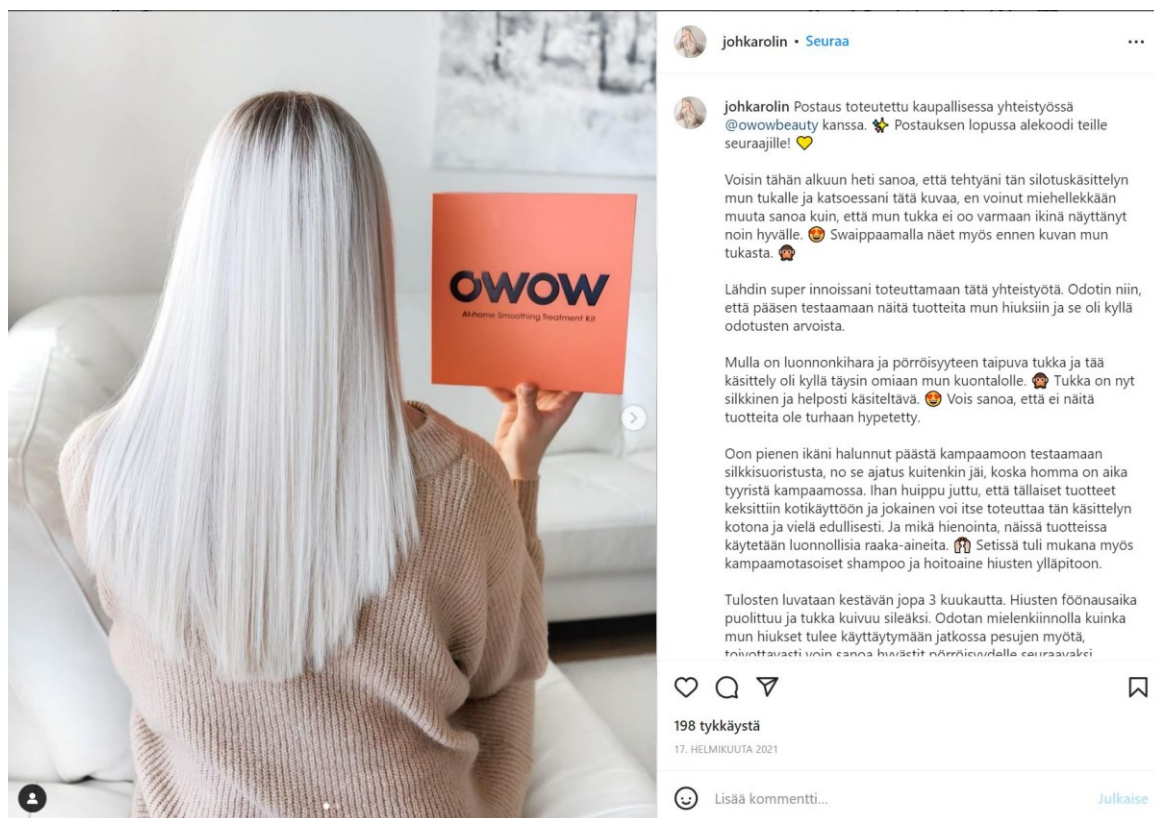 OWOW
At-home Smoothing Treatment Kit
johkarolin • Seuraa
johkarolin Postaus toteutettu kaupallisessa yhteistyössä
@owowbeauty kanssa. ✨ Postauksen lopussa alekoodi teille
seuraajille! 💛
Voisin tähän alkuun heti sanoa, että tehtyäni tän silotuskäsittelyn
mun tukalle ja katsoessani tätä kuvaa, en voinut miehellekkään
muuta sanoa kuin, että mun tukka ei oo varmaan ikinä näyttänyt
noin hyvälle. 😍 Swaippaamalla näet myös ennen kuvan mun
tukasta. 🙊
Lähdin super innoissani toteuttamaan tätä yhteistyötä. Odotin niin,
että pääsen testaamaan näitä tuotteita mun hiuksiin ja se oli kyllä
odotusten arvoista.
Mulla on luonnonkihara ja pörröisyyteen taipuva tukka ja tää
käsittely oli kyllä täysin omiaan mun kuontalolle. 🙊 Tukka on nyt
silkkinen ja helposti käsiteltävä. 😍 Vois sanoa, että ei näitä
tuotteita ole turhaan hypetetty.
Oon pienen ikäni halunnut päästä kampaamoon testaamaan
silkkisuoristusta, no se ajatus kuitenkin jäi, koska homma on aika
tyyristä kampaamossa. Ihan huippu juttu, että tällaiset tuotteet
keksittiin kotikäyttöön ja jokainen voi itse toteuttaa tän käsittelyn
kotona ja vielä edullisesti. Ja mikä hienointa, näissä tuotteissa
käytetään luonnollisia raaka-aineita. 🙌 Setissä tuli mukana myös
kampaamotasoiset shampoo ja hoitoaine hiusten ylläpitoon.
Tulosten luvataan kestävän jopa 3 kuukautta. Hiusten föönausaika
puolittui ja tukka kuivuu sileäksi. Odotan mielenkiinnolla kuinka
mun hiukset tulee käyttäytymään jatkossa pesujen myötä,
toivottavasti voin sanoa hyvästit pörröisyydelle seuraavaksi
198 tykkäystä
17. HELMIKUUTA 2021
Lisää kommentti...
Julkaise